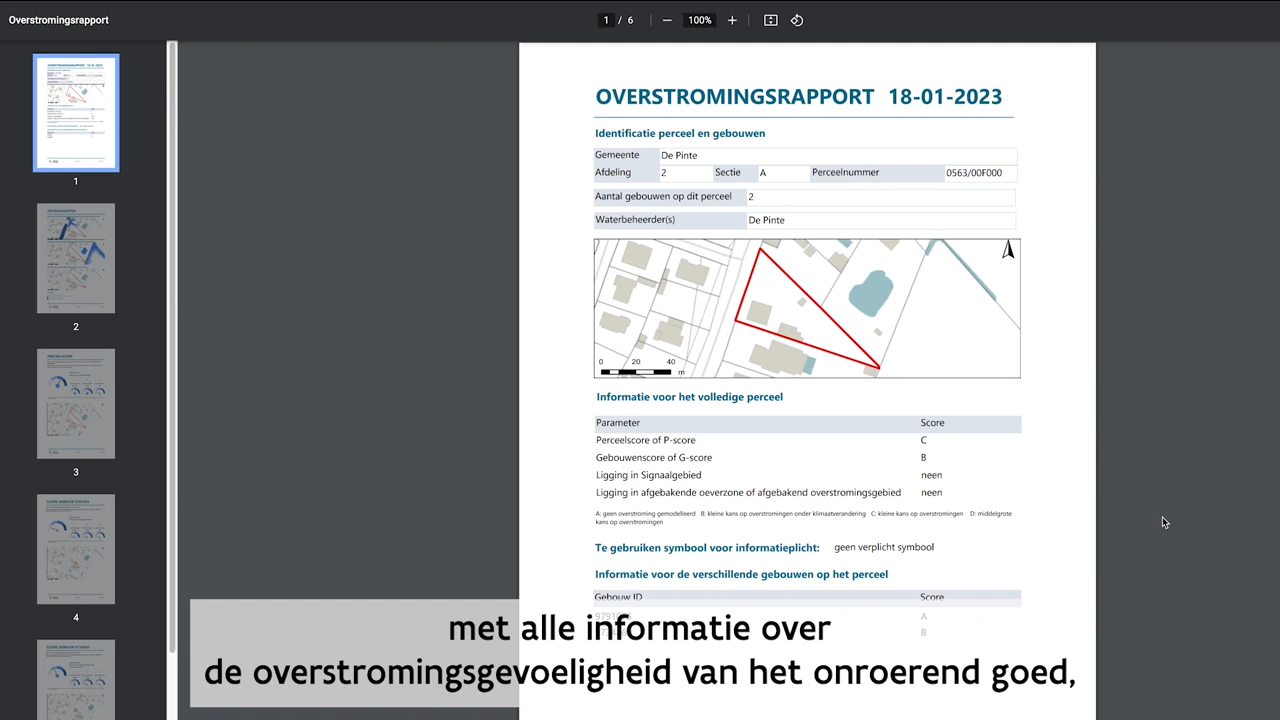 Overstromingsrapport
1 / 6
100%
1
2
3
4
OVERSTROMINGSRAPPORT 18-01-2023
Identificatie perceel en gebouwen
Gemeente De Pinte
Afdeling 2 Sectie A Perceelnummer 0563/00F000
Aantal gebouwen op dit perceel 2
Waterbeheerder(s) De Pinte
0 20 40
m
Informatie voor het volledige perceel
Parameter Score
Perceelscore of P-score C
Gebouwenscore of G-score B
Ligging in Signaalgebied neen
Ligging in afgebakende oeverzone of afgebakend overstromingsgebied neen
A: geen overstroming gemodelleerd B: kleine kans op overstromingen onder klimaatverandering C: kleine kans op overstromingen D: middelgrote
kans op overstromingen
Te gebruiken symbool voor informatieplicht: geen verplicht symbool
Informatie voor de verschillende gebouwen op het perceel
Gebouw ID Score
A
B
met alle informatie over
de overstromingsgevoeligheid van het onroerend goed,